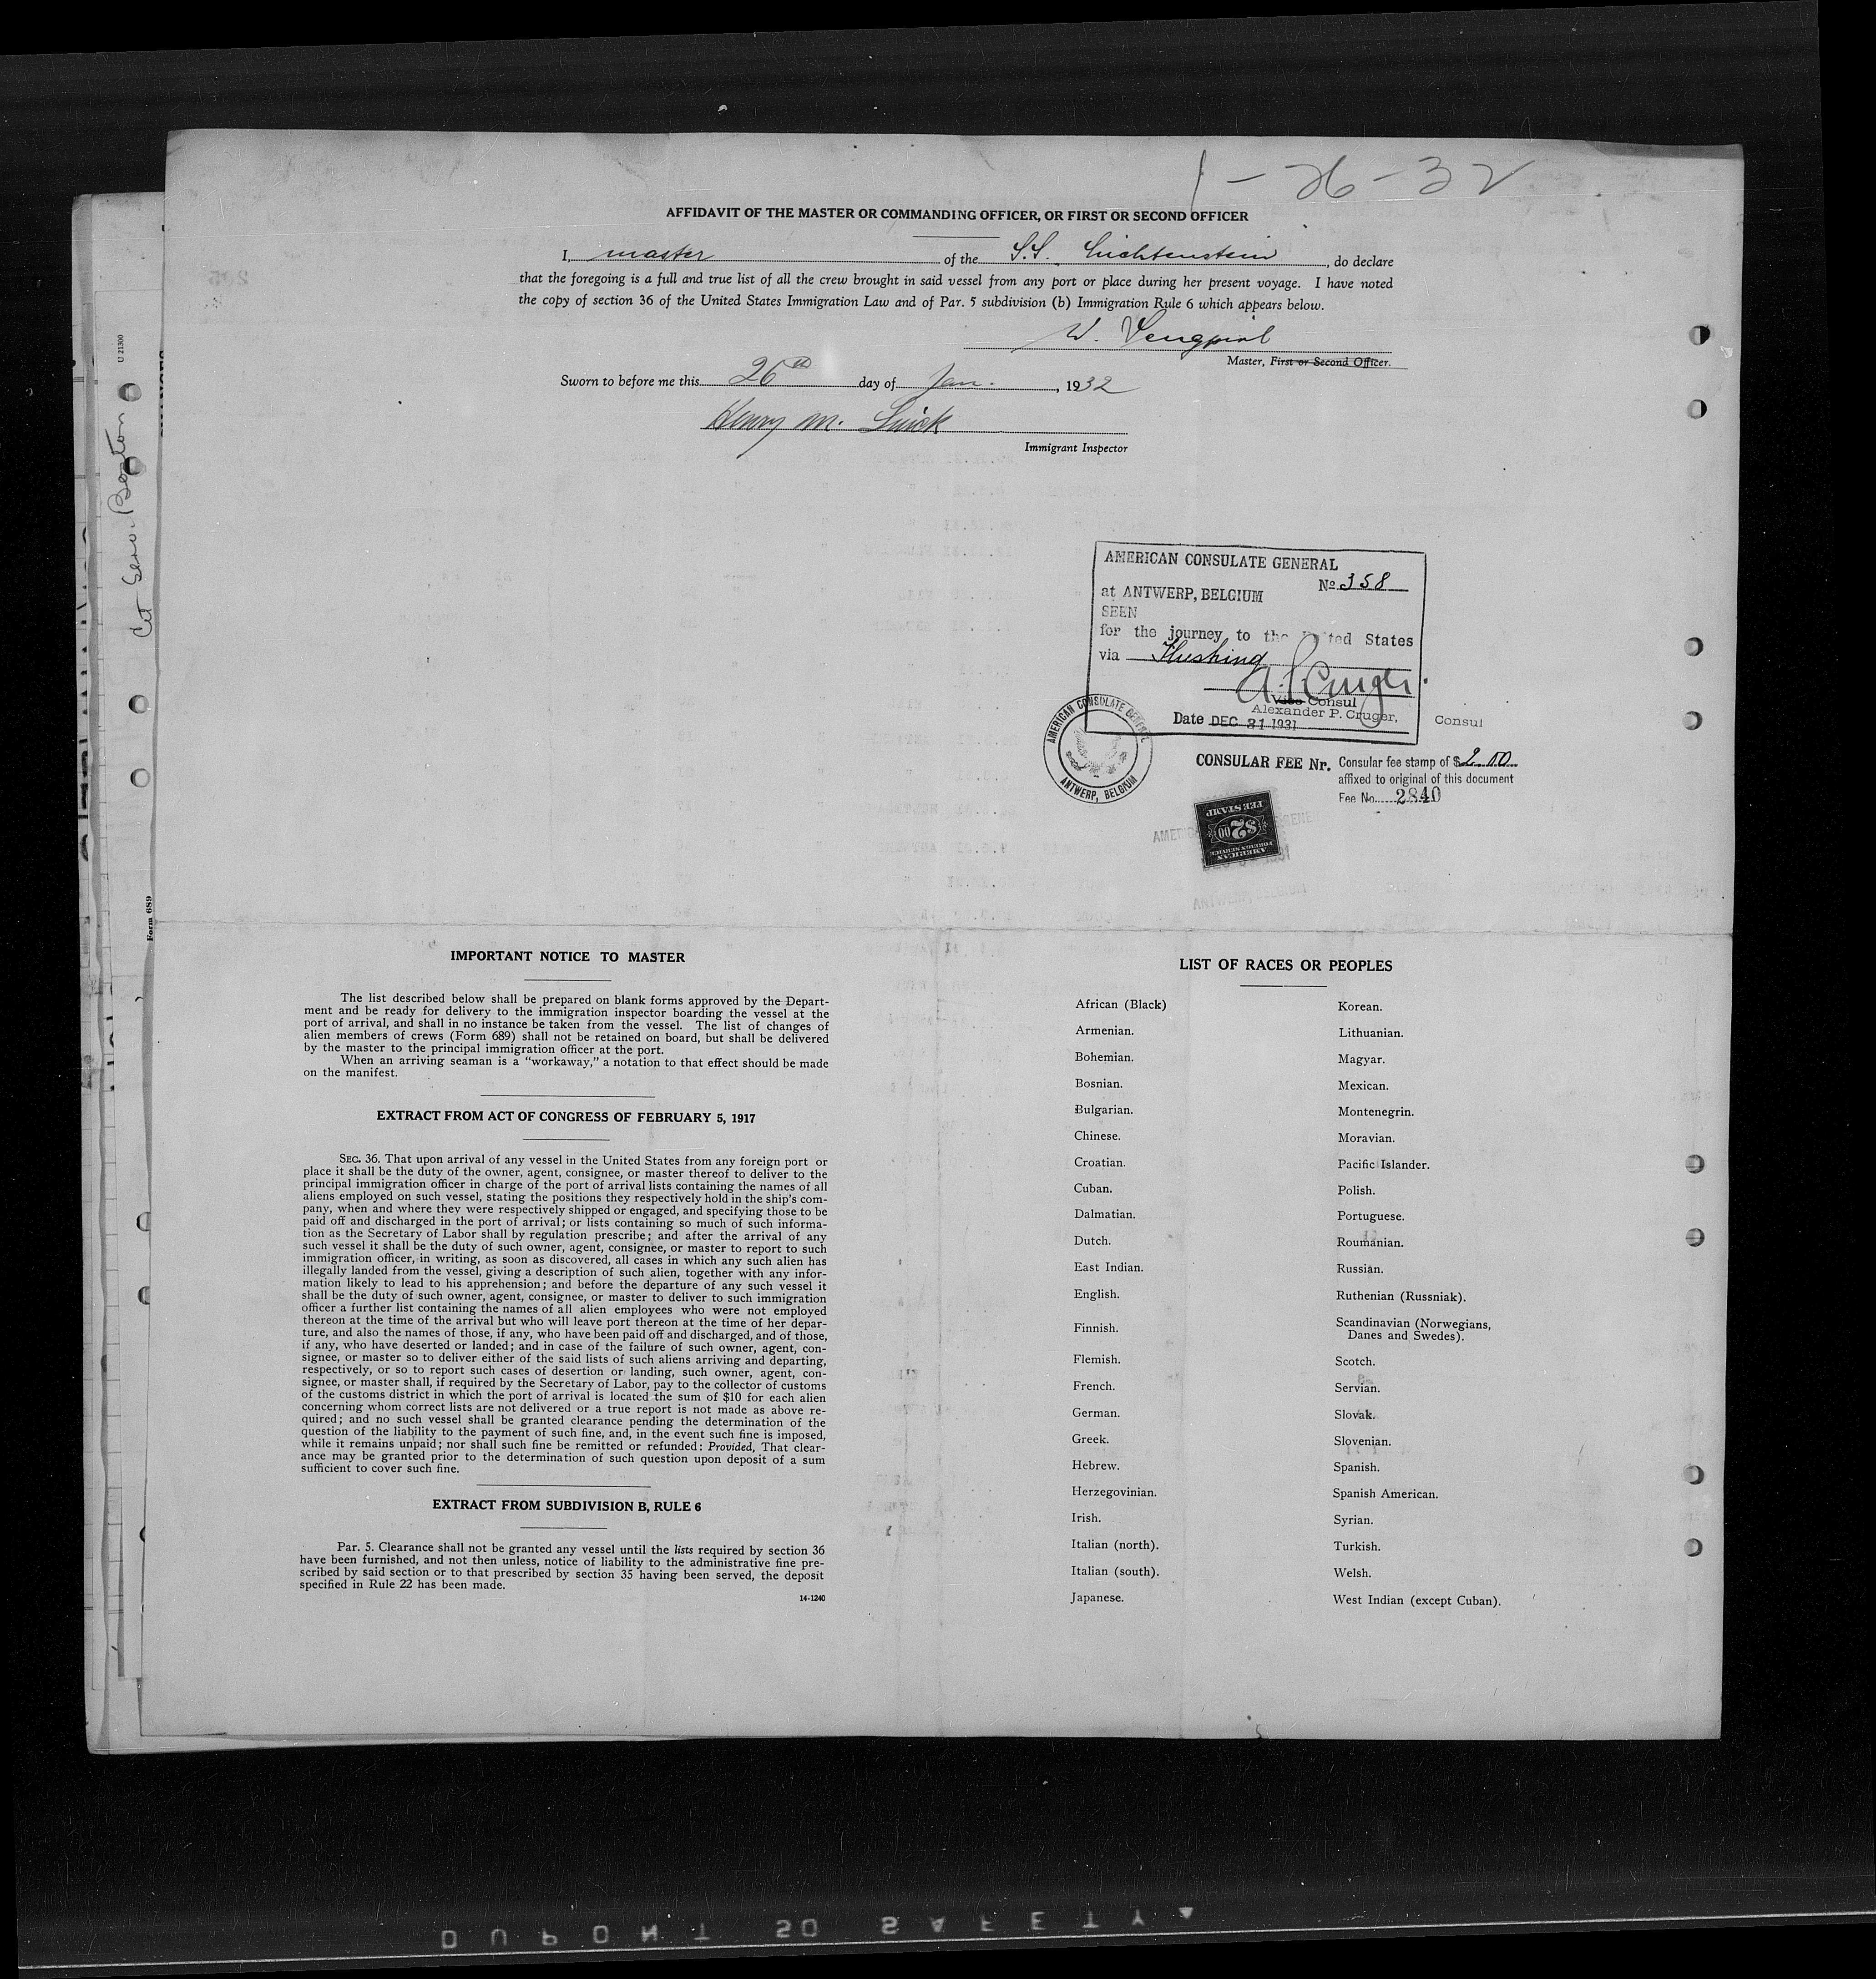 1-26-32
AFFIDAVIT OF THE MASTER OR COMMANDING OFFICER, OR FIRST OR SECOND OFFICER
I, master of the S.S. Lichtenstein, do declare
that the foregoing is a full and true list of all the crew brought in said vessel from any port or place during her present voyage. I have noted
the copy of section 36 of the United States Immigration Law and of Par. 5 subdivision (b) Immigration Rule 6 which appears below.
W.
Master, First or Second Officer.
Sworn to before me this 26th day of Jan., 1932
Henry M.
Immigrant Inspector
AMERICAN CONSULATE GENERAL
No 358
at ANTWERP, BELGIUM
SEEN
for the journey to the United States
via Flushing
A. P. Cruger
Vice Consul
Alexander P. Cruger, Consul
Date DEC 31 1931
AMERICAN CONSULATE GENERAL
ANTWERP, BELGIUM
CONSULAR FEE Nr. Consular fee stamp of $2.00
affixed to original of this document
Fee No. 2840
AMERICAN
FOREIGN SERVICE
$2.00
FEE STAMP
U 21300
Boston
Form 689
IMPORTANT NOTICE TO MASTER
The list described below shall be prepared on blank forms approved by the Depart-
ment and be ready for delivery to the immigration inspector boarding the vessel at the
port of arrival, and shall in no instance be taken from the vessel. The list of changes of
alien members of crews (Form 689) shall not be retained on board, but shall be delivered
by the master to the principal immigration officer at the port.
When an arriving seaman is a "workaway," a notation to that effect should be made
on the manifest.
EXTRACT FROM ACT OF CONGRESS OF FEBRUARY 5, 1917
SEC. 36. That upon arrival of any vessel in the United States from any foreign port or
place it shall be the duty of the owner, agent, consignee, or master thereof to deliver to the
principal immigration officer in charge of the port of arrival lists containing the names of all
aliens employed on such vessel, stating the positions they respectively hold in the ship's com-
pany, when and where they were respectively shipped or engaged, and specifying those to be
paid off and discharged in the port of arrival; or lists containing so much of such informa-
tion as the Secretary of Labor shall by regulation prescribe; and after the arrival of any
such vessel it shall be the duty of such owner, agent, consignee, or master to report to such
immigration officer, in writing, as soon as discovered, all cases in which any such alien has
illegally landed from the vessel, giving a description of such alien, together with any infor-
mation likely to lead to his apprehension; and before the departure of any such vessel it
shall be the duty of such owner, agent, consignee, or master to deliver to such immigration
officer a further list containing the names of all alien employees who were not employed
thereon at the time of the arrival but who will leave port thereon at the time of her depar-
ture, and also the names of those, if any, who have been paid off and discharged, and of those,
if any, who have deserted or landed; and in case of the failure of such owner, agent, con-
signee, or master so to deliver either of the said lists of such aliens arriving and departing,
respectively, or so to report such cases of desertion or landing, such owner, agent, con-
signee, or master shall, if required by the Secretary of Labor, pay to the collector of customs
of the customs district in which the port of arrival is located the sum of $10 for each alien
concerning whom correct lists are not delivered or a true report is not made as above re-
quired; and no such vessel shall be granted clearance pending the determination of the
question of the liability to the payment of such fine, and, in the event such fine is imposed,
while it remains unpaid; nor shall such fine be remitted or refunded: Provided, That clear-
ance may be granted prior to the determination of such question upon deposit of a sum
sufficient to cover such fine.
EXTRACT FROM SUBDIVISION B, RULE 6
Par. 5. Clearance shall not be granted any vessel until the lists required by section 36
have been furnished, and not then unless, notice of liability to the administrative fine pre-
scribed by said section or to that prescribed by section 35 having been served, the deposit
specified in Rule 22 has been made.
14-1240
LIST OF RACES OR PEOPLES
African (Black)
Armenian.
Bohemian.
Bosnian.
Bulgarian.
Chinese.
Croatian.
Cuban.
Dalmatian.
Dutch.
East Indian.
English.
Finnish.
Flemish.
French.
German.
Greek.
Hebrew.
Herzegovinian.
Irish.
Italian (north).
Italian (south).
Japanese.
Korean.
Lithuanian.
Magyar.
Mexican.
Montenegrin.
Moravian.
Pacific Islander.
Polish.
Portuguese.
Roumanian.
Russian.
Ruthenian (Russniak).
Scandinavian (Norwegians,
Danes and Swedes).
Scotch.
Servian.
Slovak.
Slovenian.
Spanish.
Spanish American.
Syrian.
Turkish.
Welsh.
West Indian (except Cuban).
DUPONT 50 SAFETY